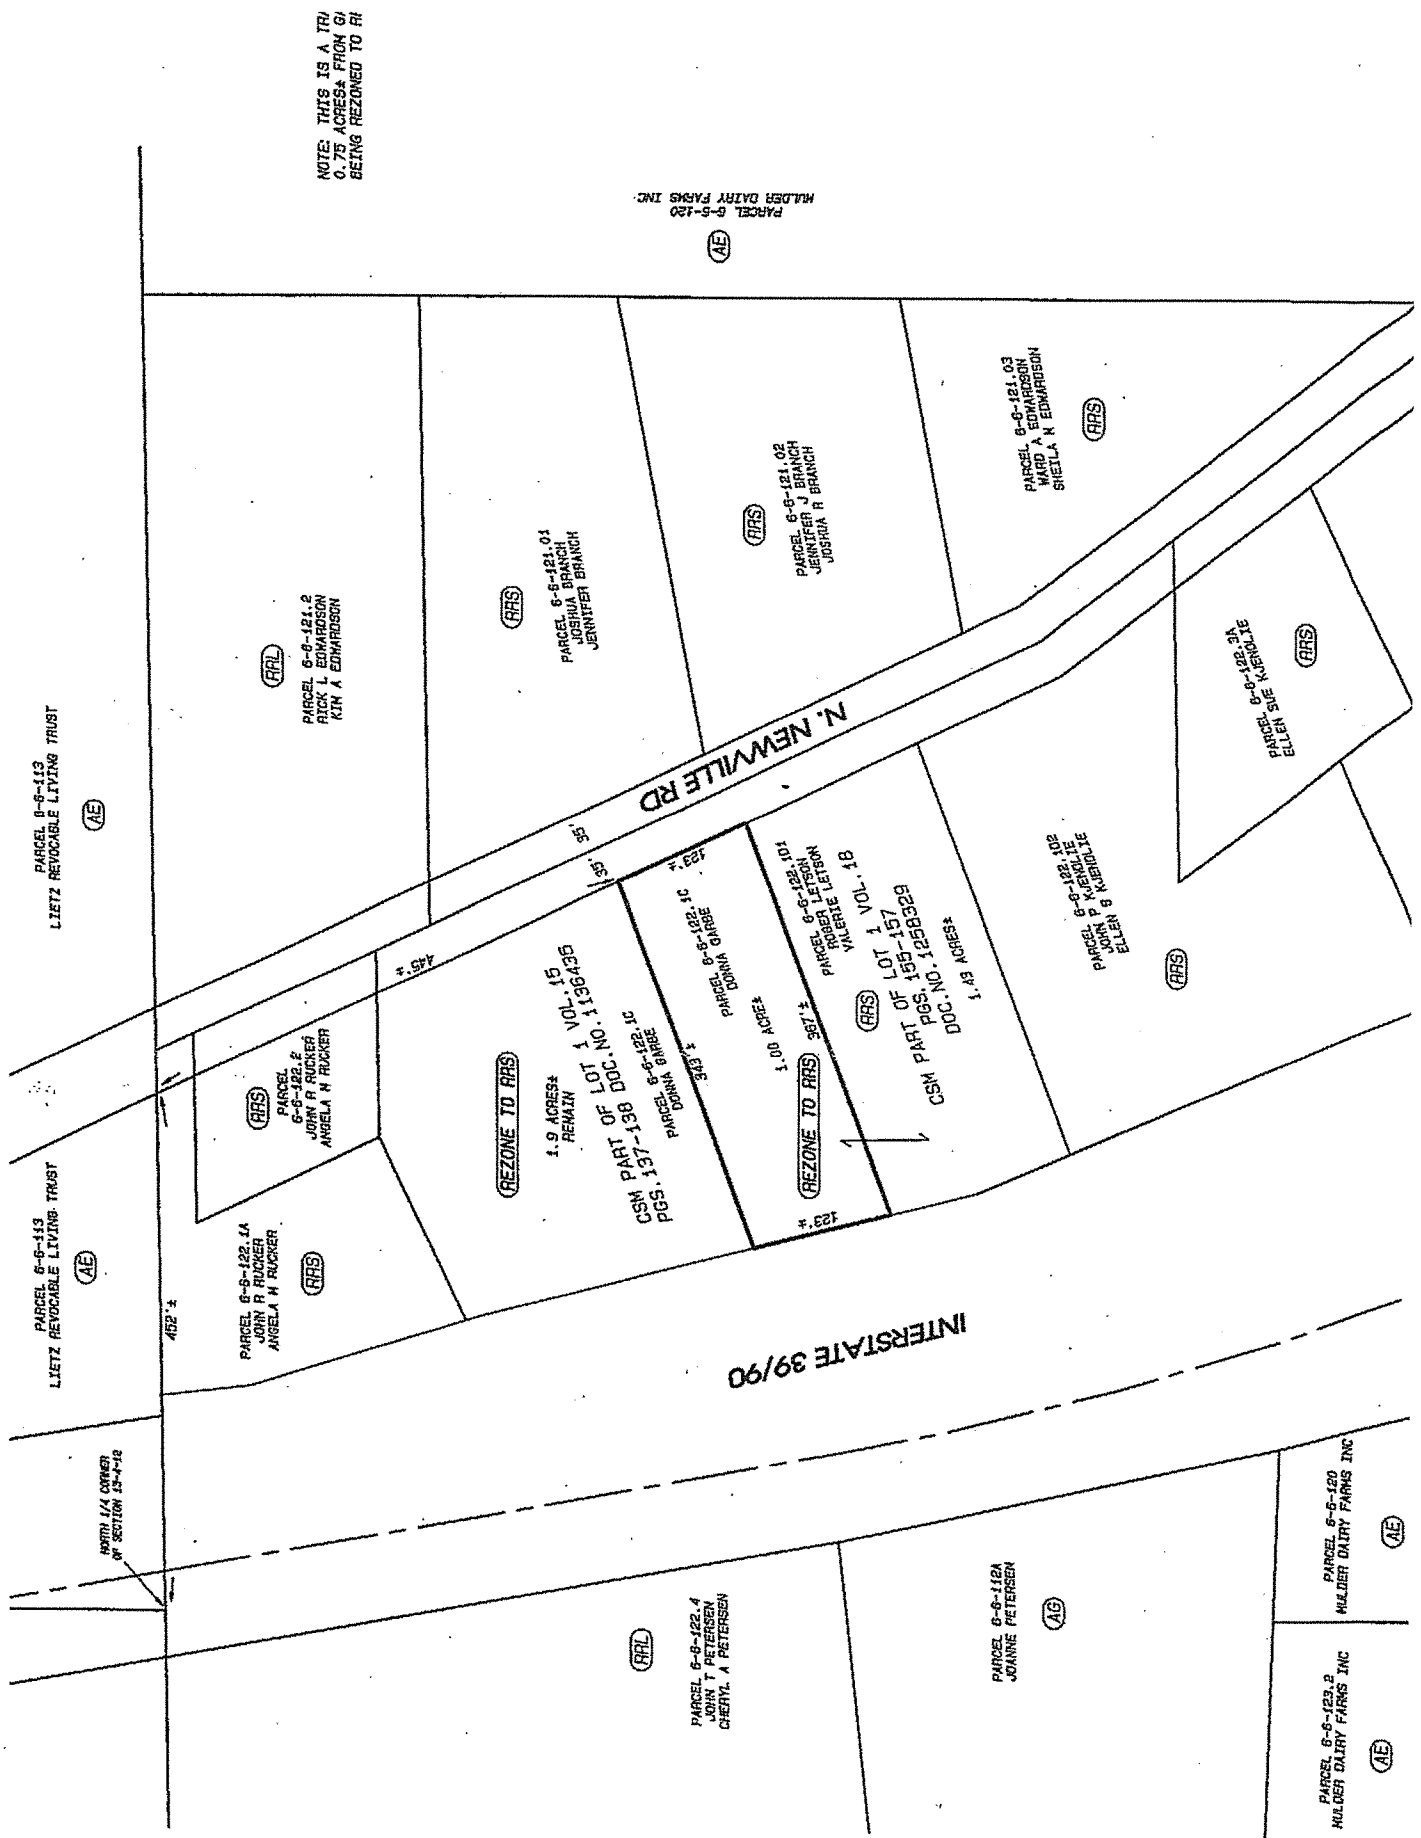 NOTE: THIS IS A TRA
0.75 ACRES± FROM GA
BEING REZONED TO RR
PARCEL 6-6-113
LIETZ REVOCABLE LIVING TRUST
AE
PARCEL 6-6-113
LIETZ REVOCABLE LIVING TRUST
AE
NORTH 1/4 CORNER
OF SECTION 13-4-12
452'±
PARCEL 6-6-122.1A
JOHN R RUCKER
ANGELA M RUCKER
RRS
RRS
PARCEL
6-6-122.2
JOHN R RUCKER
ANGELA M RUCKER
RRL
PARCEL 6-6-121.2
RICK L EDWARDSON
KIM A EDWARDSON
445'±
35'
35'
N. NEWVILLE RD
RRS
PARCEL 6-6-121.01
JOSHUA BRANCH
JENNIFER BRANCH
PARCEL 6-5-120
MULDER DAIRY FARMS INC
AE
RRS
PARCEL 6-6-121.02
JENNIFER J BRANCH
JOSHUA R BRANCH
PARCEL 6-6-121.03
WARD A EDWARDSON
SHEILA M EDWARDSON
RRS
REZONE TO RRS
1.9 ACRES±
REMAIN
CSM PART OF LOT 1 VOL.15
PGS.137-138 DOC.NO.1136435
PARCEL 6-6-122.1C
DONNA GARBE
343'±
123'±
PARCEL 6-6-122.1C
DONNA GARBE
1.00 ACRE±
REZONE TO RRS
367'±
123'±
PARCEL 6-6-122.1D1
ROGER LETSON
VALERIE LETSON
RRS
CSM PART OF LOT 1 VOL.18
PGS.155-157
DOC.NO.1258329
1.49 ACRES±
PARCEL 6-6-122.1D2
JOHN P KJENDLIE
ELLEN S KJENDLIE
RRS
PARCEL 6-6-122.3A
ELLEN SUE KJENDLIE
RRS
INTERSTATE 39/90
RRL
PARCEL 6-6-122.4
JOHN T PETERSEN
CHERYL A PETERSEN
PARCEL 6-6-112A
JOANNE PETERSEN
AG
PARCEL 6-6-120
MULDER DAIRY FARMS INC
AE
PARCEL 6-6-123.2
MULDER DAIRY FARMS INC
AE